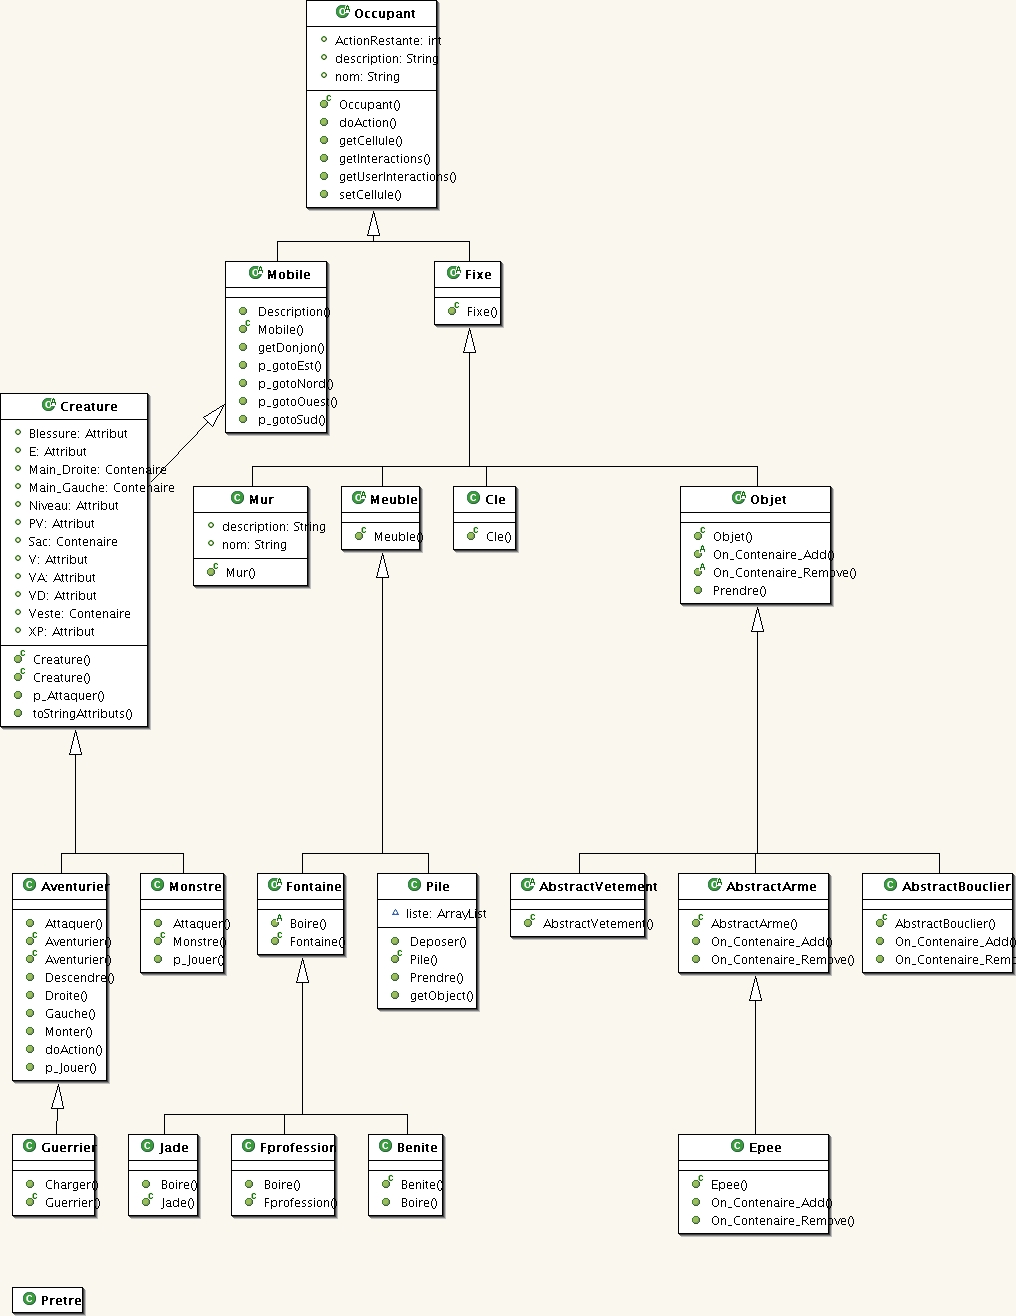 Occupant
ActionRestante: int
description: String
nom: String
Occupant()
doAction()
getCellule()
getInteractions()
getUserInteractions()
setCellule()
Mobile
Description()
Mobile()
getDonjon()
p_gotoEst()
p_gotoNord()
p_gotoOuest()
p_gotoSud()
Fixe
Fixe()
Creature
Blessure: Attribut
E: Attribut
Main_Droite: Contenaire
Main_Gauche: Contenaire
Niveau: Attribut
PV: Attribut
Sac: Contenaire
V: Attribut
VA: Attribut
VD: Attribut
Veste: Contenaire
XP: Attribut
Creature()
Creature()
p_Attaquer()
toStringAttributs()
Mur
description: String
nom: String
Mur()
Meuble
Meuble()
Cle
Cle()
Objet
Objet()
On_Contenaire_Add()
On_Contenaire_Remove()
Prendre()
Aventurier
Attaquer()
Aventurier()
Aventurier()
Descendre()
Droite()
Gauche()
Monter()
doAction()
p_Jouer()
Monstre
Attaquer()
Monstre()
p_Jouer()
Fontaine
Boire()
Fontaine()
Pile
liste: ArrayList
Deposer()
Pile()
Prendre()
getObject()
AbstractVetement
AbstractVetement()
AbstractArme
AbstractArme()
On_Contenaire_Add()
On_Contenaire_Remove()
AbstractBouclier
AbstractBouclier()
On_Contenaire_Add()
On_Contenaire_Rem
Guerrier
Charger()
Guerrier()
Jade
Boire()
Jade()
Fprofession
Boire()
Fprofession()
Benite
Benite()
Boire()
Epee
Epee()
On_Contenaire_Add()
On_Contenaire_Remove()
Pretre